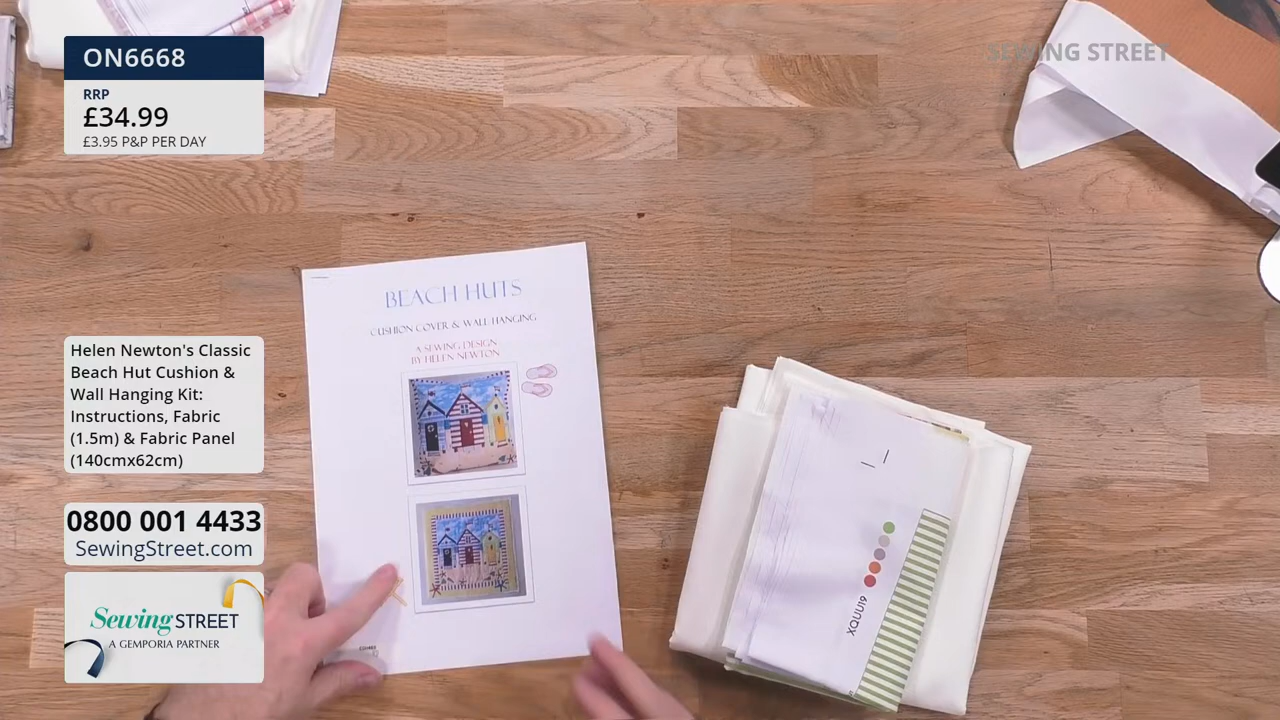 ON6668
RRP
£34.99
£3.95 P&P PER DAY
SEWING STREET
BEACH HUTS
CUSHION COVER & WALL HANGING
A SEWING DESIGN
BY HELEN NEWTON
Helen Newton's Classic
Beach Hut Cushion &
Wall Hanging Kit:
Instructions, Fabric
(1.5m) & Fabric Panel
(140cmx62cm)
0800 001 4433
SewingStreet.com
Sewing STREET
A GEMPORIA PARTNER
XQUU19